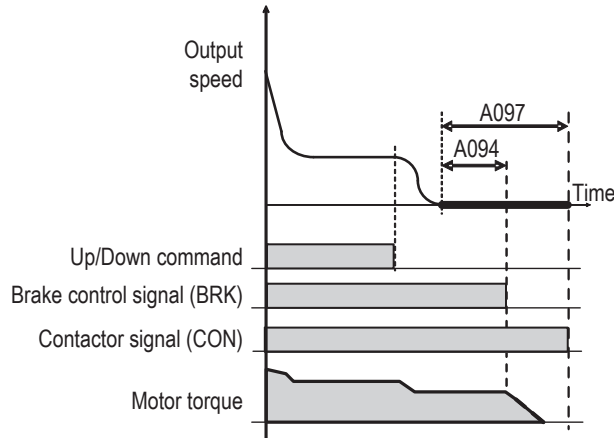 Output
speed
A097
A094
Time
Up/Down command
Brake control signal (BRK)
Contactor signal (CON)
Motor torque